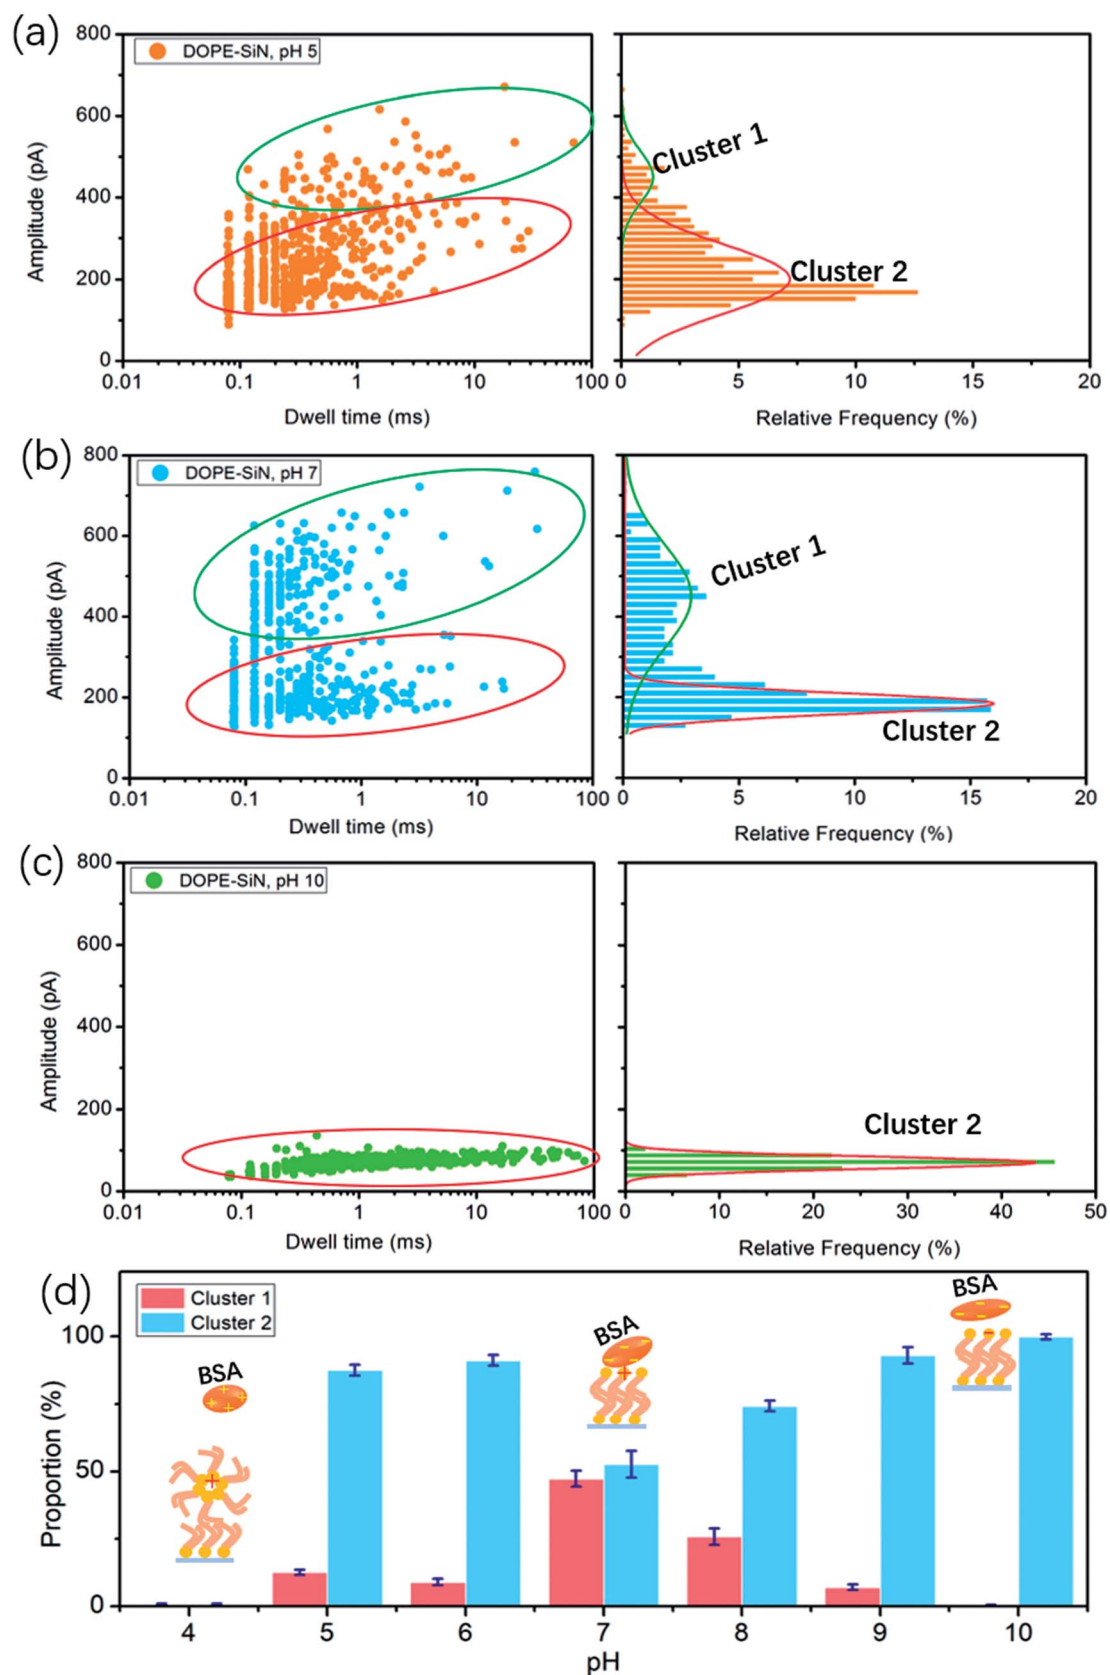 (a)
800
600
400
200
0
Amplitude (pA)
DOPE-SiN, pH 5
0.01 0.1 1 10 100
Dwell time (ms)
Cluster 1
Cluster 2
0 5 10 15 20
Relative Frequency (%)
(b)
800
600
400
200
0
Amplitude (pA)
DOPE-SiN, pH 7
0.01 0.1 1 10 100
Dwell time (ms)
Cluster 1
Cluster 2
0 5 10 15 20
Relative Frequency (%)
(c)
800
600
400
200
0
Amplitude (pA)
DOPE-SiN, pH 10
0.01 0.1 1 10 100
Dwell time (ms)
Cluster 2
0 10 20 30 40 50
Relative Frequency (%)
(d)
Cluster 1
Cluster 2
100
50
0
Proportion (%)
BSA
BSA
BSA
4 5 6 7 8 9 10
pH